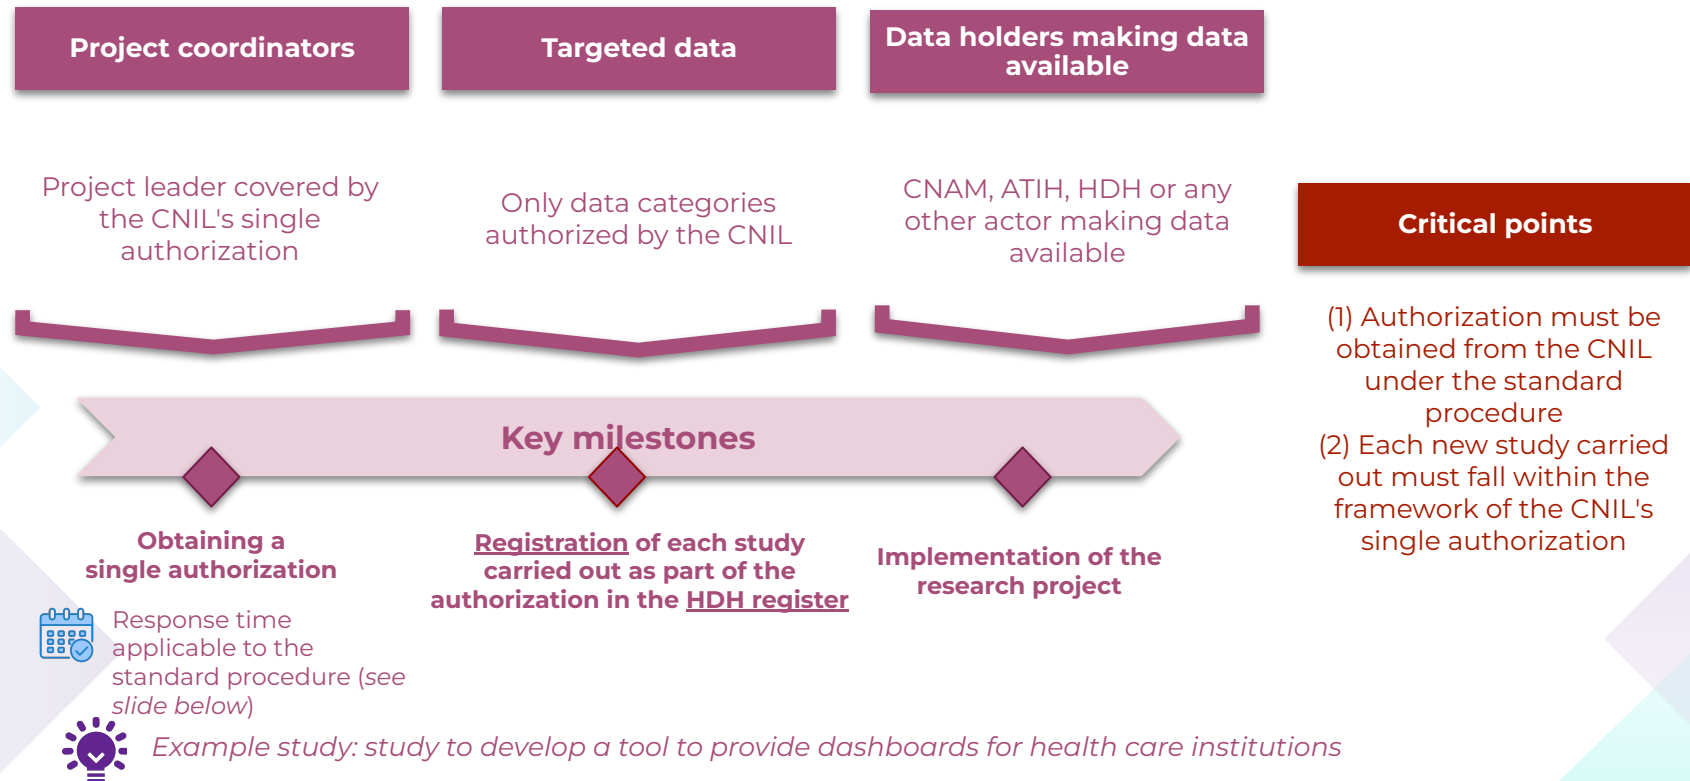 Project coordinators
Targeted data
Data holders making data
available
Project leader covered by
the CNIL's single
authorization
Only data categories
authorized by the CNIL
CNAM, ATIH, HDH or any
other actor making data
available
Critical points
(1) Authorization must be
obtained from the CNIL
under the standard
procedure
(2) Each new study carried
out must fall within the
framework of the CNIL's
single authorization
Key milestones
Obtaining a
single authorization
Registration of each study
carried out as part of the
authorization in the HDH register
Implementation of the
research project
Response time
applicable to the
standard procedure (see
slide below)
Example study: study to develop a tool to provide dashboards for health care institutions